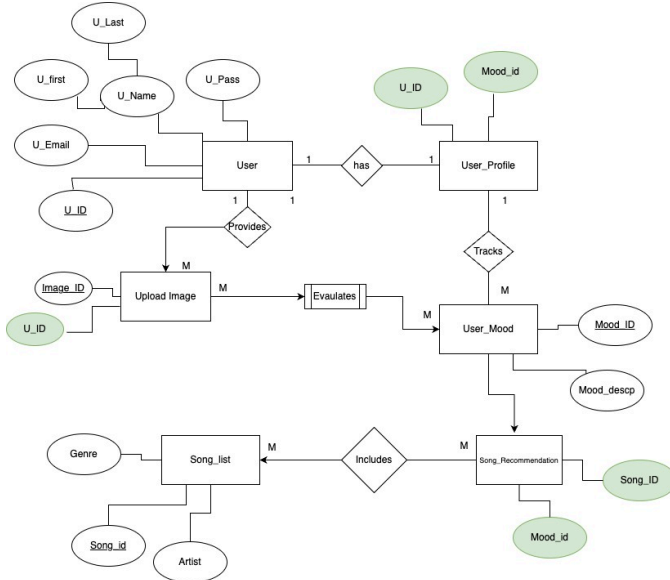 U_Last
U_first
U_Name
U_Pass
U_ID
Mood_id
U_Email
User
1
has
1
User_Profile
U_ID
1
1
1
Provides
Tracks
M
M
Image_ID
Upload Image
M
Evaulates
M
User_Mood
Mood_ID
U_ID
Mood_descp
Genre
Song_list
M
Includes
M
Song_Recommendation
Song_ID
Song_id
Artist
Mood_id